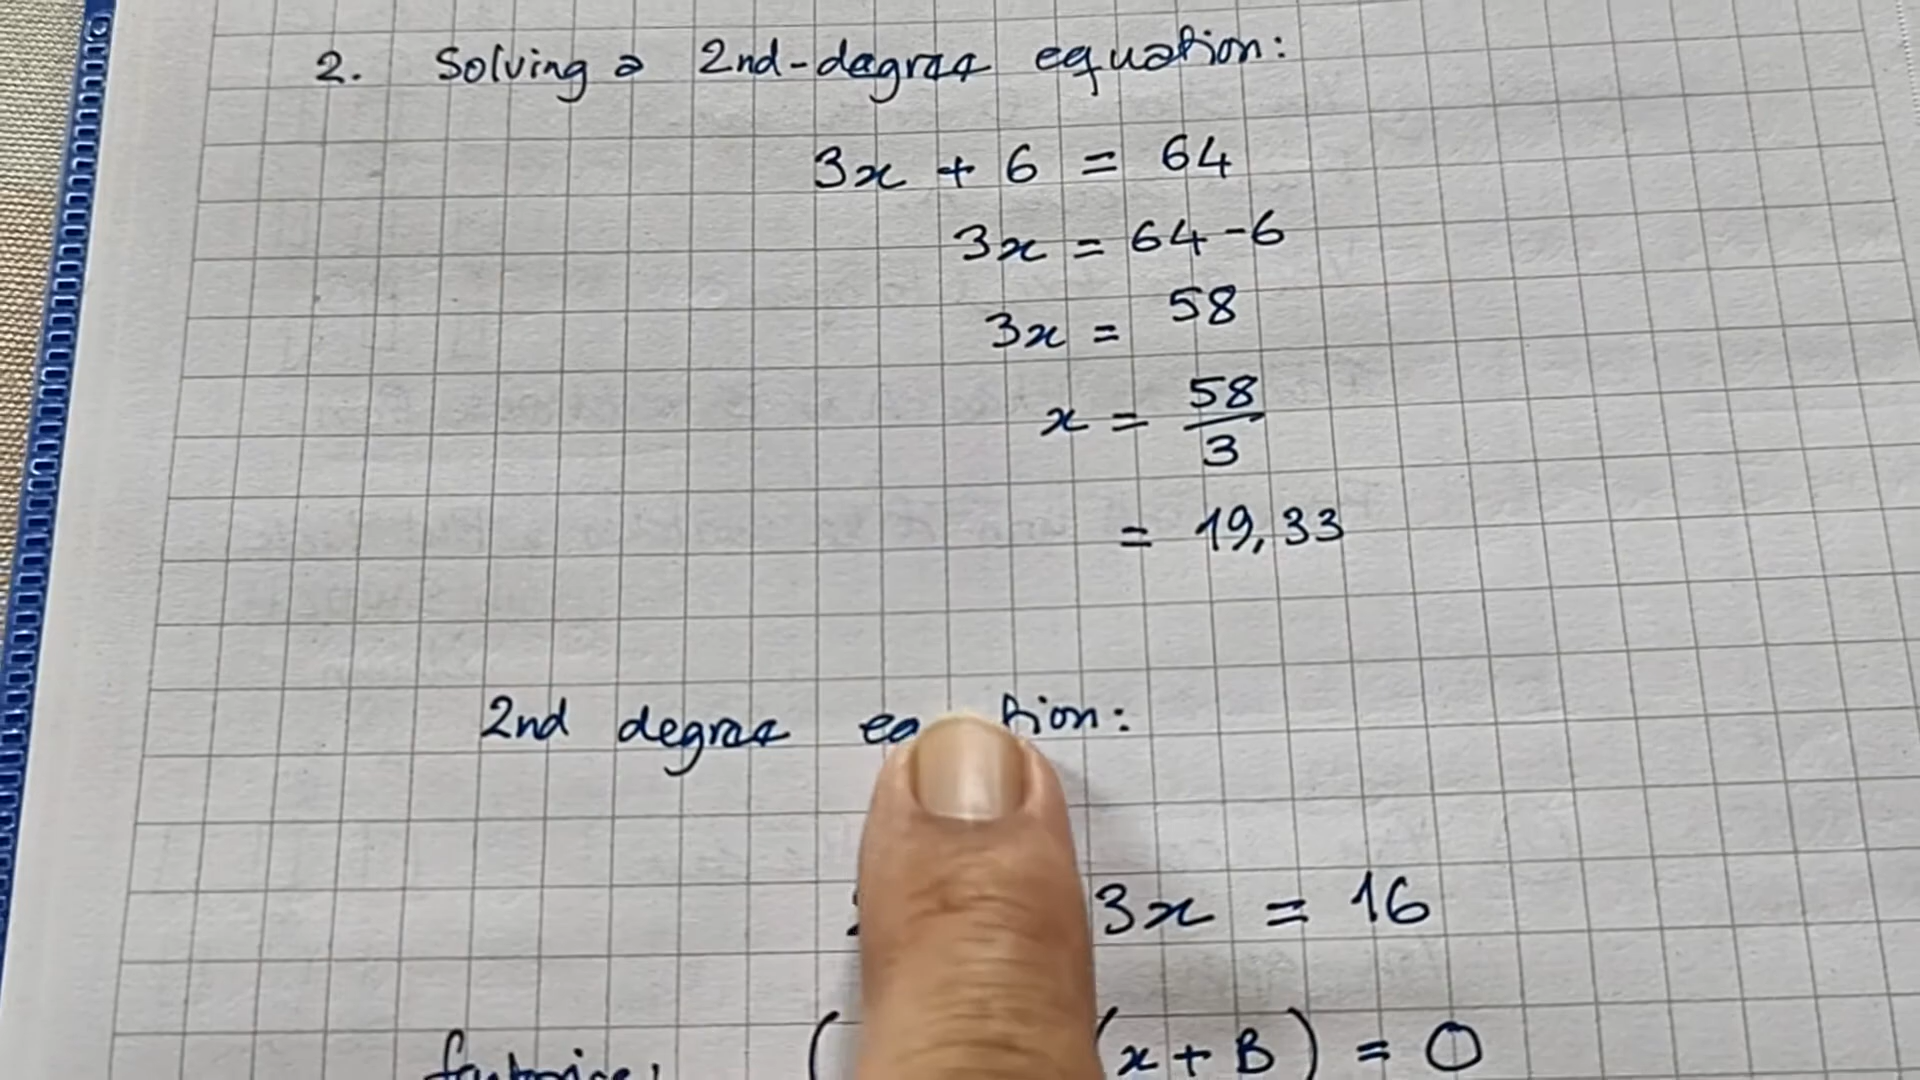 2. Solving a 2nd-degree equation:
3x + 6 = 64
3x = 64 - 6
3x = 58
x = 58/3
= 19,33
2nd degree
3x = 16
(x + B) = 0